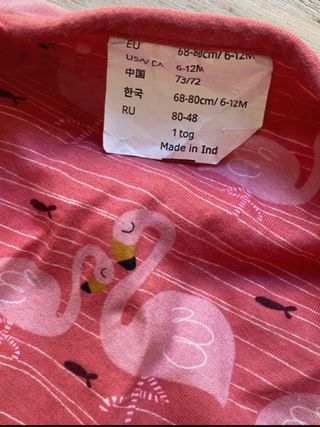 EU 68-80cm/ 6-12M
USA/ CA 6-12M
中国 73/72
한국 68-80cm/ 6-12M
RU 80-48
1 tog
Made in Ind